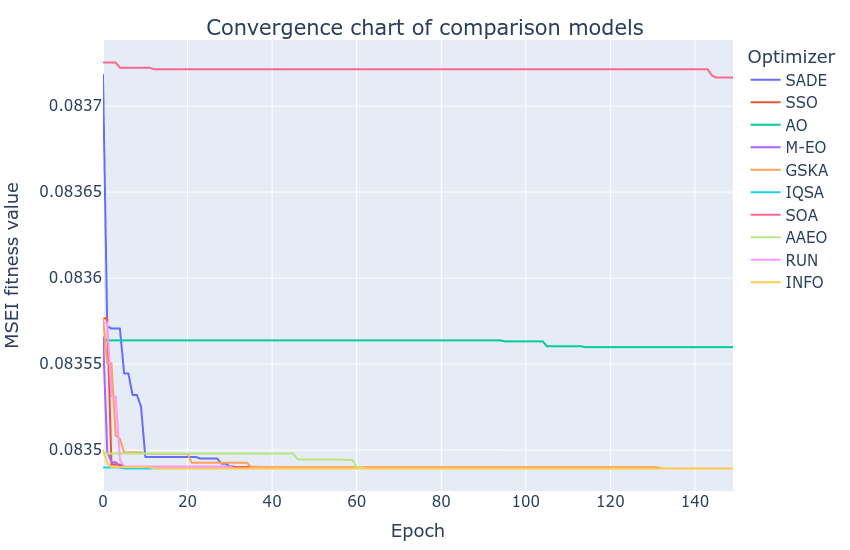 Convergence chart of comparison models
MSEI fitness value
0.0837
0.08365
0.0836
0.08355
0.0835
0 20 40 60 80 100 120 140
Epoch
Optimizer
SADE
SSO
AO
M-EO
GSKA
IQSA
SOA
AAEO
RUN
INFO